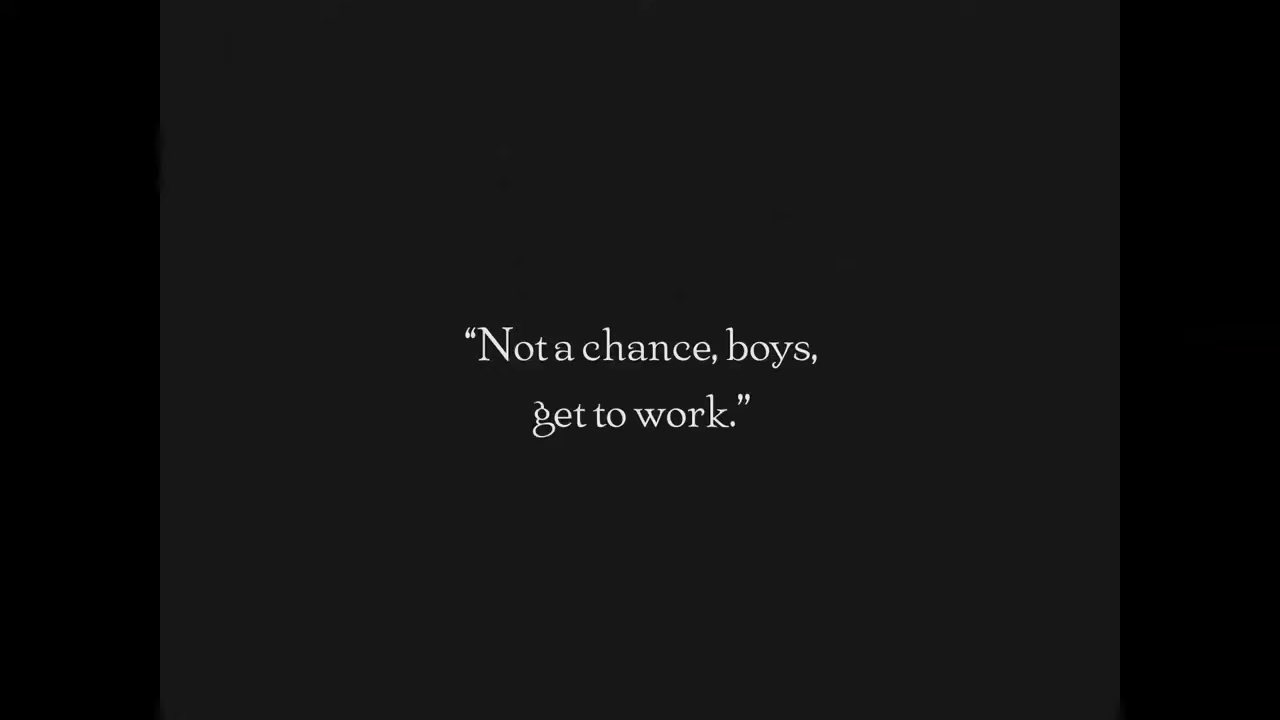 “Not a chance, boys,
get to work.”